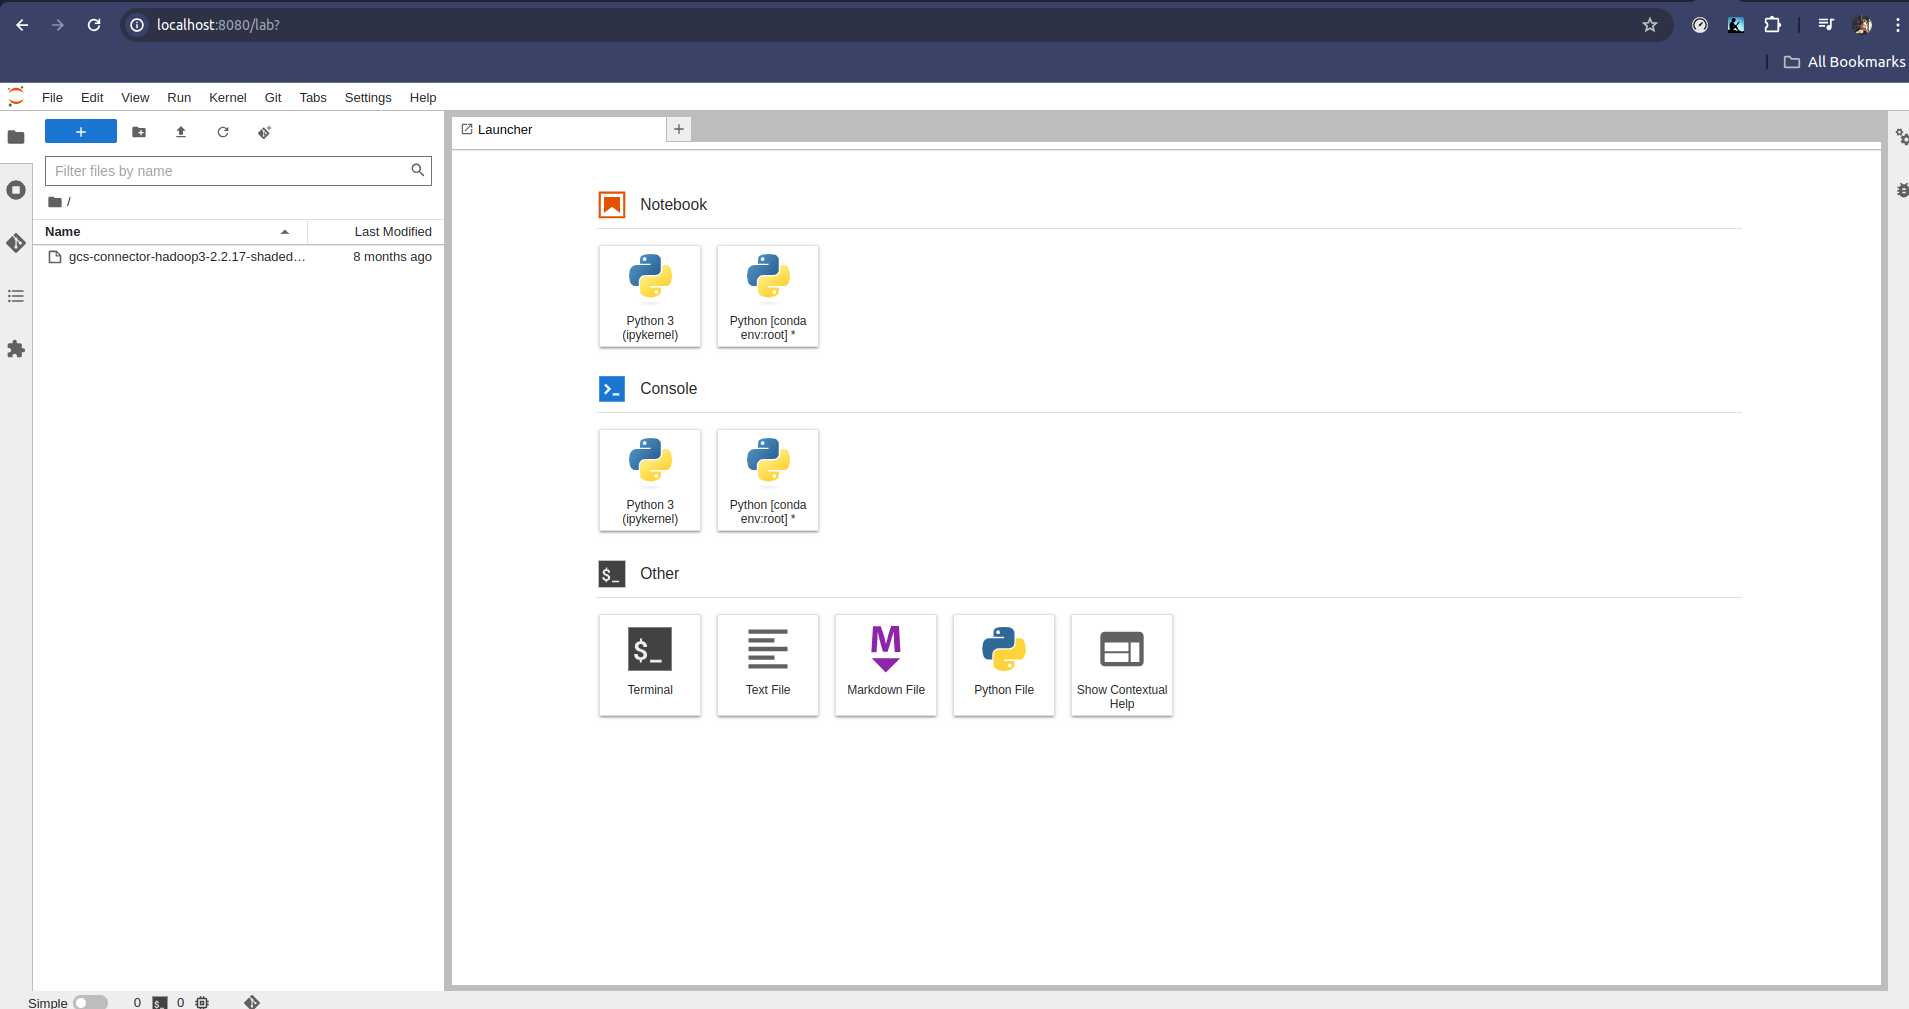 localhost:8080/lab?
All Bookmarks
File Edit View Run Kernel Git Tabs Settings Help
Filter files by name
/
Name Last Modified
gcs-connector-hadoop3-2.2.17-shaded… 8 months ago
Launcher
Notebook
Python 3
(ipykernel)
Python [conda
env:root] *
Console
Python 3
(ipykernel)
Python [conda
env:root] *
Other
$_
Terminal
Text File
M
Markdown File
Python File
Show Contextual
Help
Simple 0 $_ 0